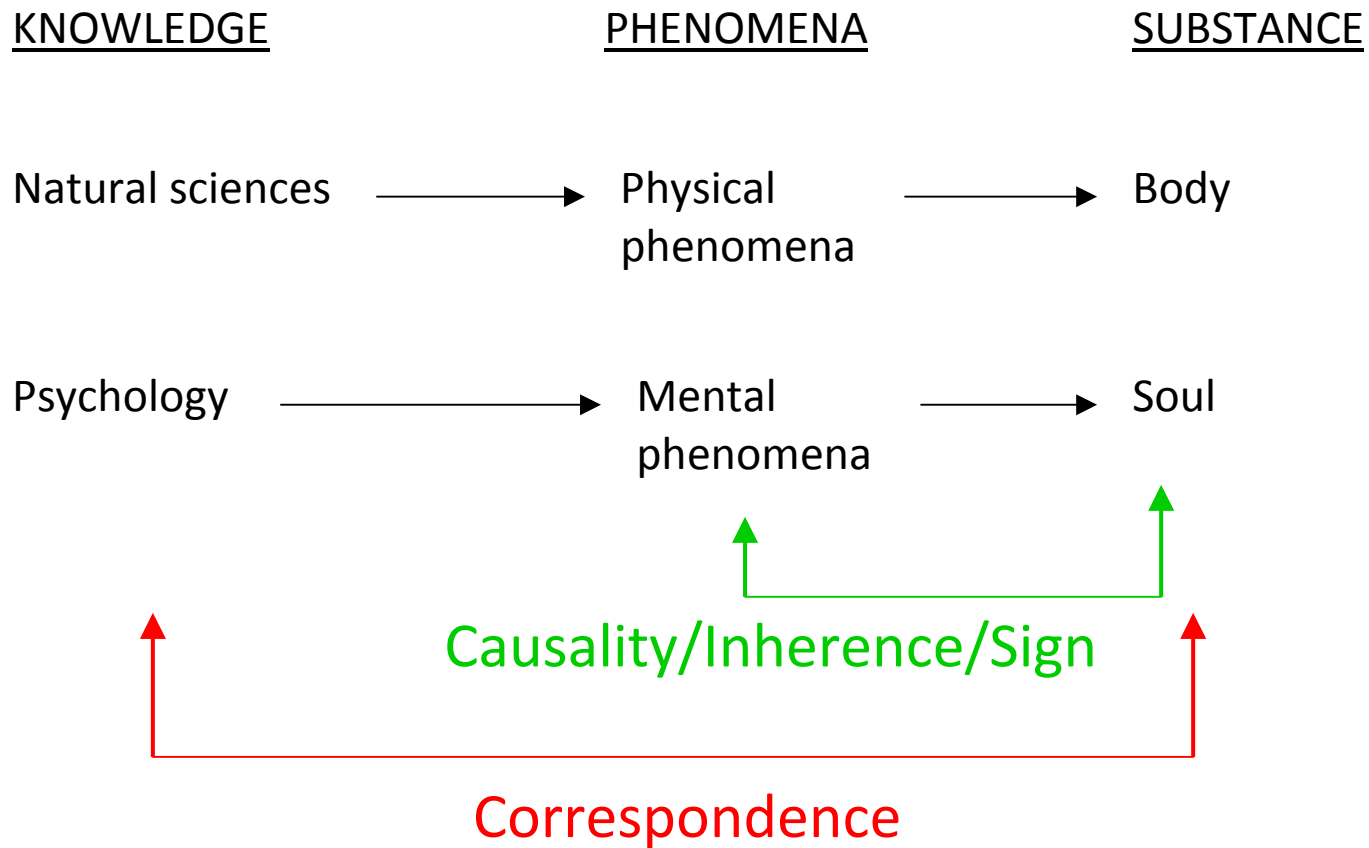 KNOWLEDGE PHENOMENA SUBSTANCE
Natural sciences Physical phenomena Body
Psychology Mental phenomena Soul
Causality/Inherence/Sign
Correspondence